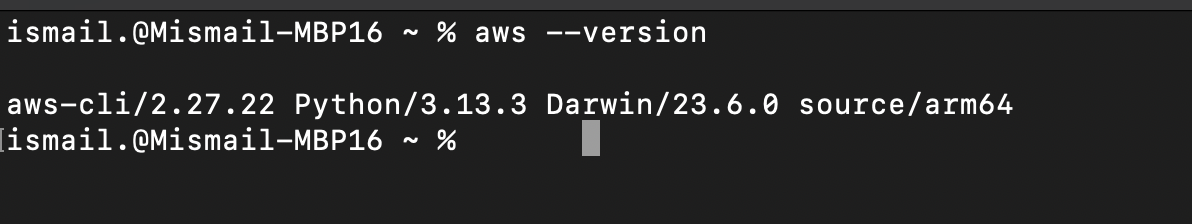 ismail.@Mismail-MBP16 ~ % aws --version
aws-cli/2.27.22 Python/3.13.3 Darwin/23.6.0 source/arm64
ismail.@Mismail-MBP16 ~ %